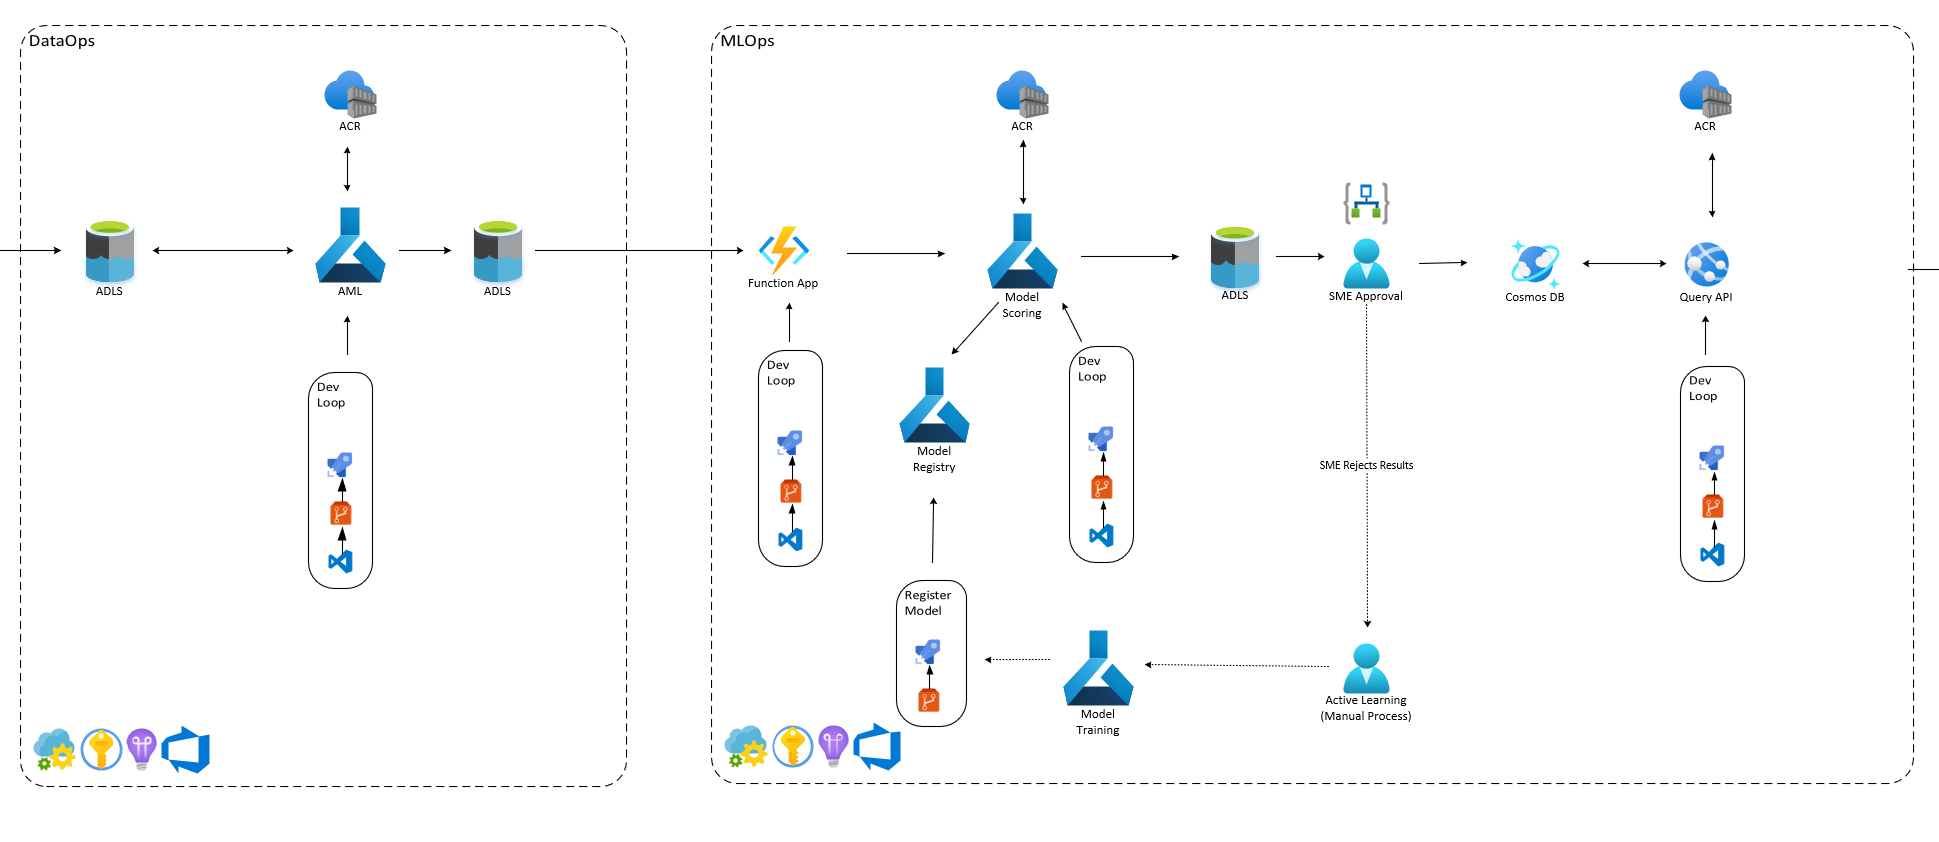 DataOps
MLOps
ACR
ACR
ACR
ADLS
AML
ADLS
Function App
Model
Scoring
ADLS
SME Approval
Cosmos DB
Query API
Dev
Loop
Dev
Loop
Dev
Loop
Dev
Loop
Model
Registry
SME Rejects Results
Register
Model
Model
Training
Active Learning
(Manual Process)